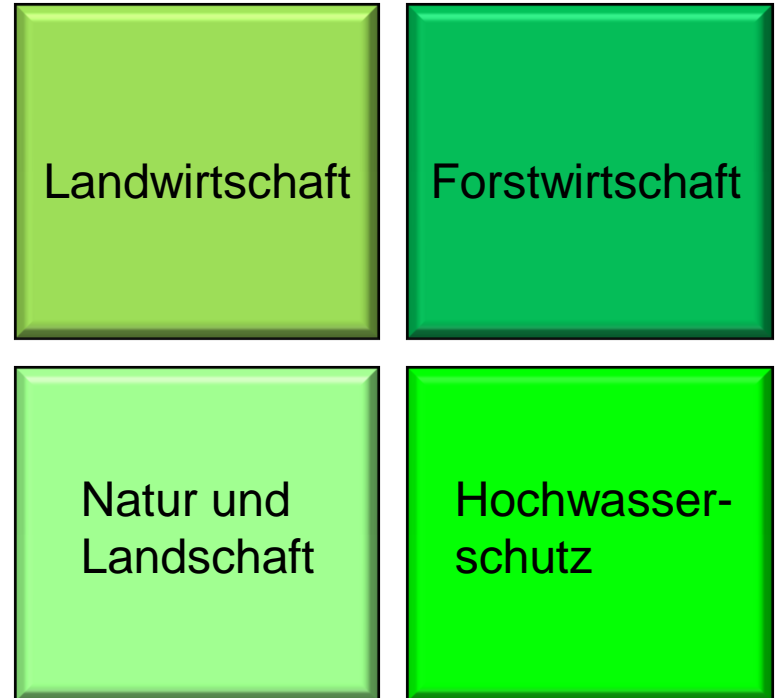 Landwirtschaft
Forstwirtschaft
Natur und
Landschaft
Hochwasser-
schutz